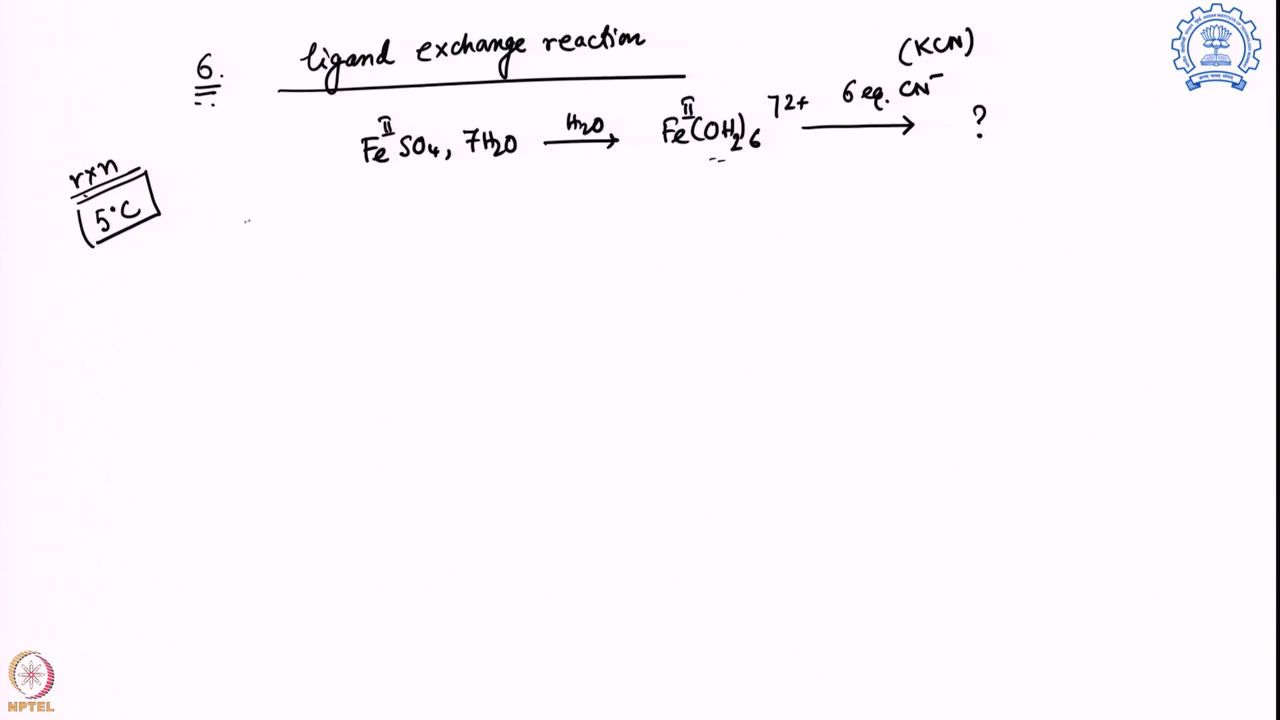 6. ligand exchange reaction
(KCN)
Fe^II SO₄, 7H₂O —H₂O→ Fe^II(OH₂)₆ ]²⁺ —6 eq. CN⁻→ ?
rxn
5°C
NPTEL